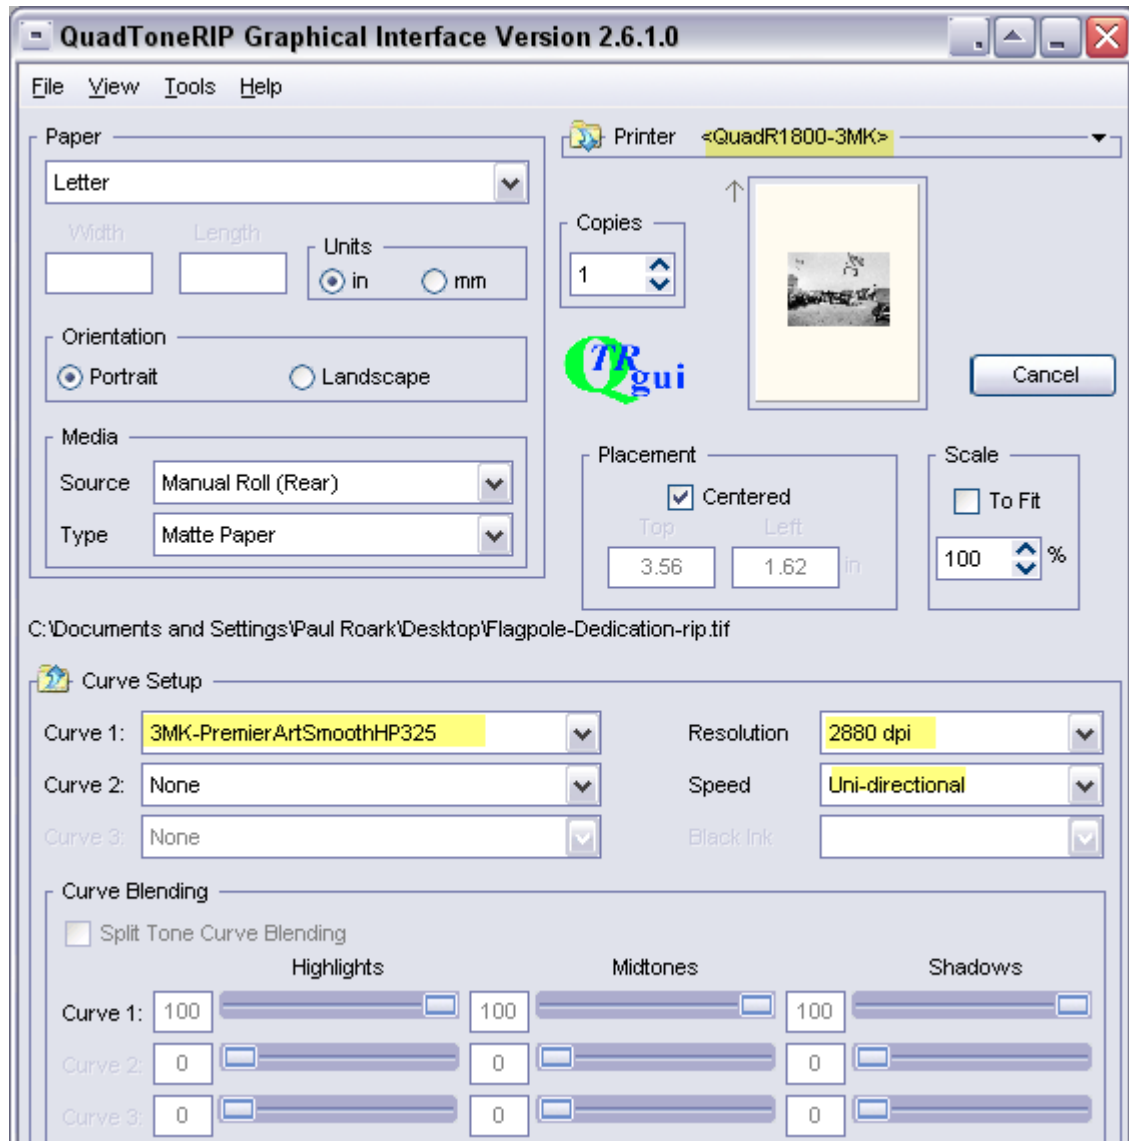 QuadToneRIP Graphical Interface Version 2.6.1.0
File View Tools Help
Paper
Letter
Width Length
Units
in mm
Orientation
Portrait Landscape
Media
Source Manual Roll (Rear)
Type Matte Paper
Printer <QuadR1800-3MK>
Copies
1
QTRgui
Cancel
Placement
Centered
Top Left
3.56 1.62 in
Scale
To Fit
100 %
C:\Documents and Settings\Paul Roark\Desktop\Flagpole-Dedication-rip.tif
Curve Setup
Curve 1: 3MK-PremierArtSmoothHP325
Resolution 2880 dpi
Curve 2: None
Speed Uni-directional
Curve 3: None
Black Ink
Curve Blending
Split Tone Curve Blending
Highlights Midtones Shadows
Curve 1: 100 100 100
Curve 2: 0 0 0
Curve 3: 0 0 0